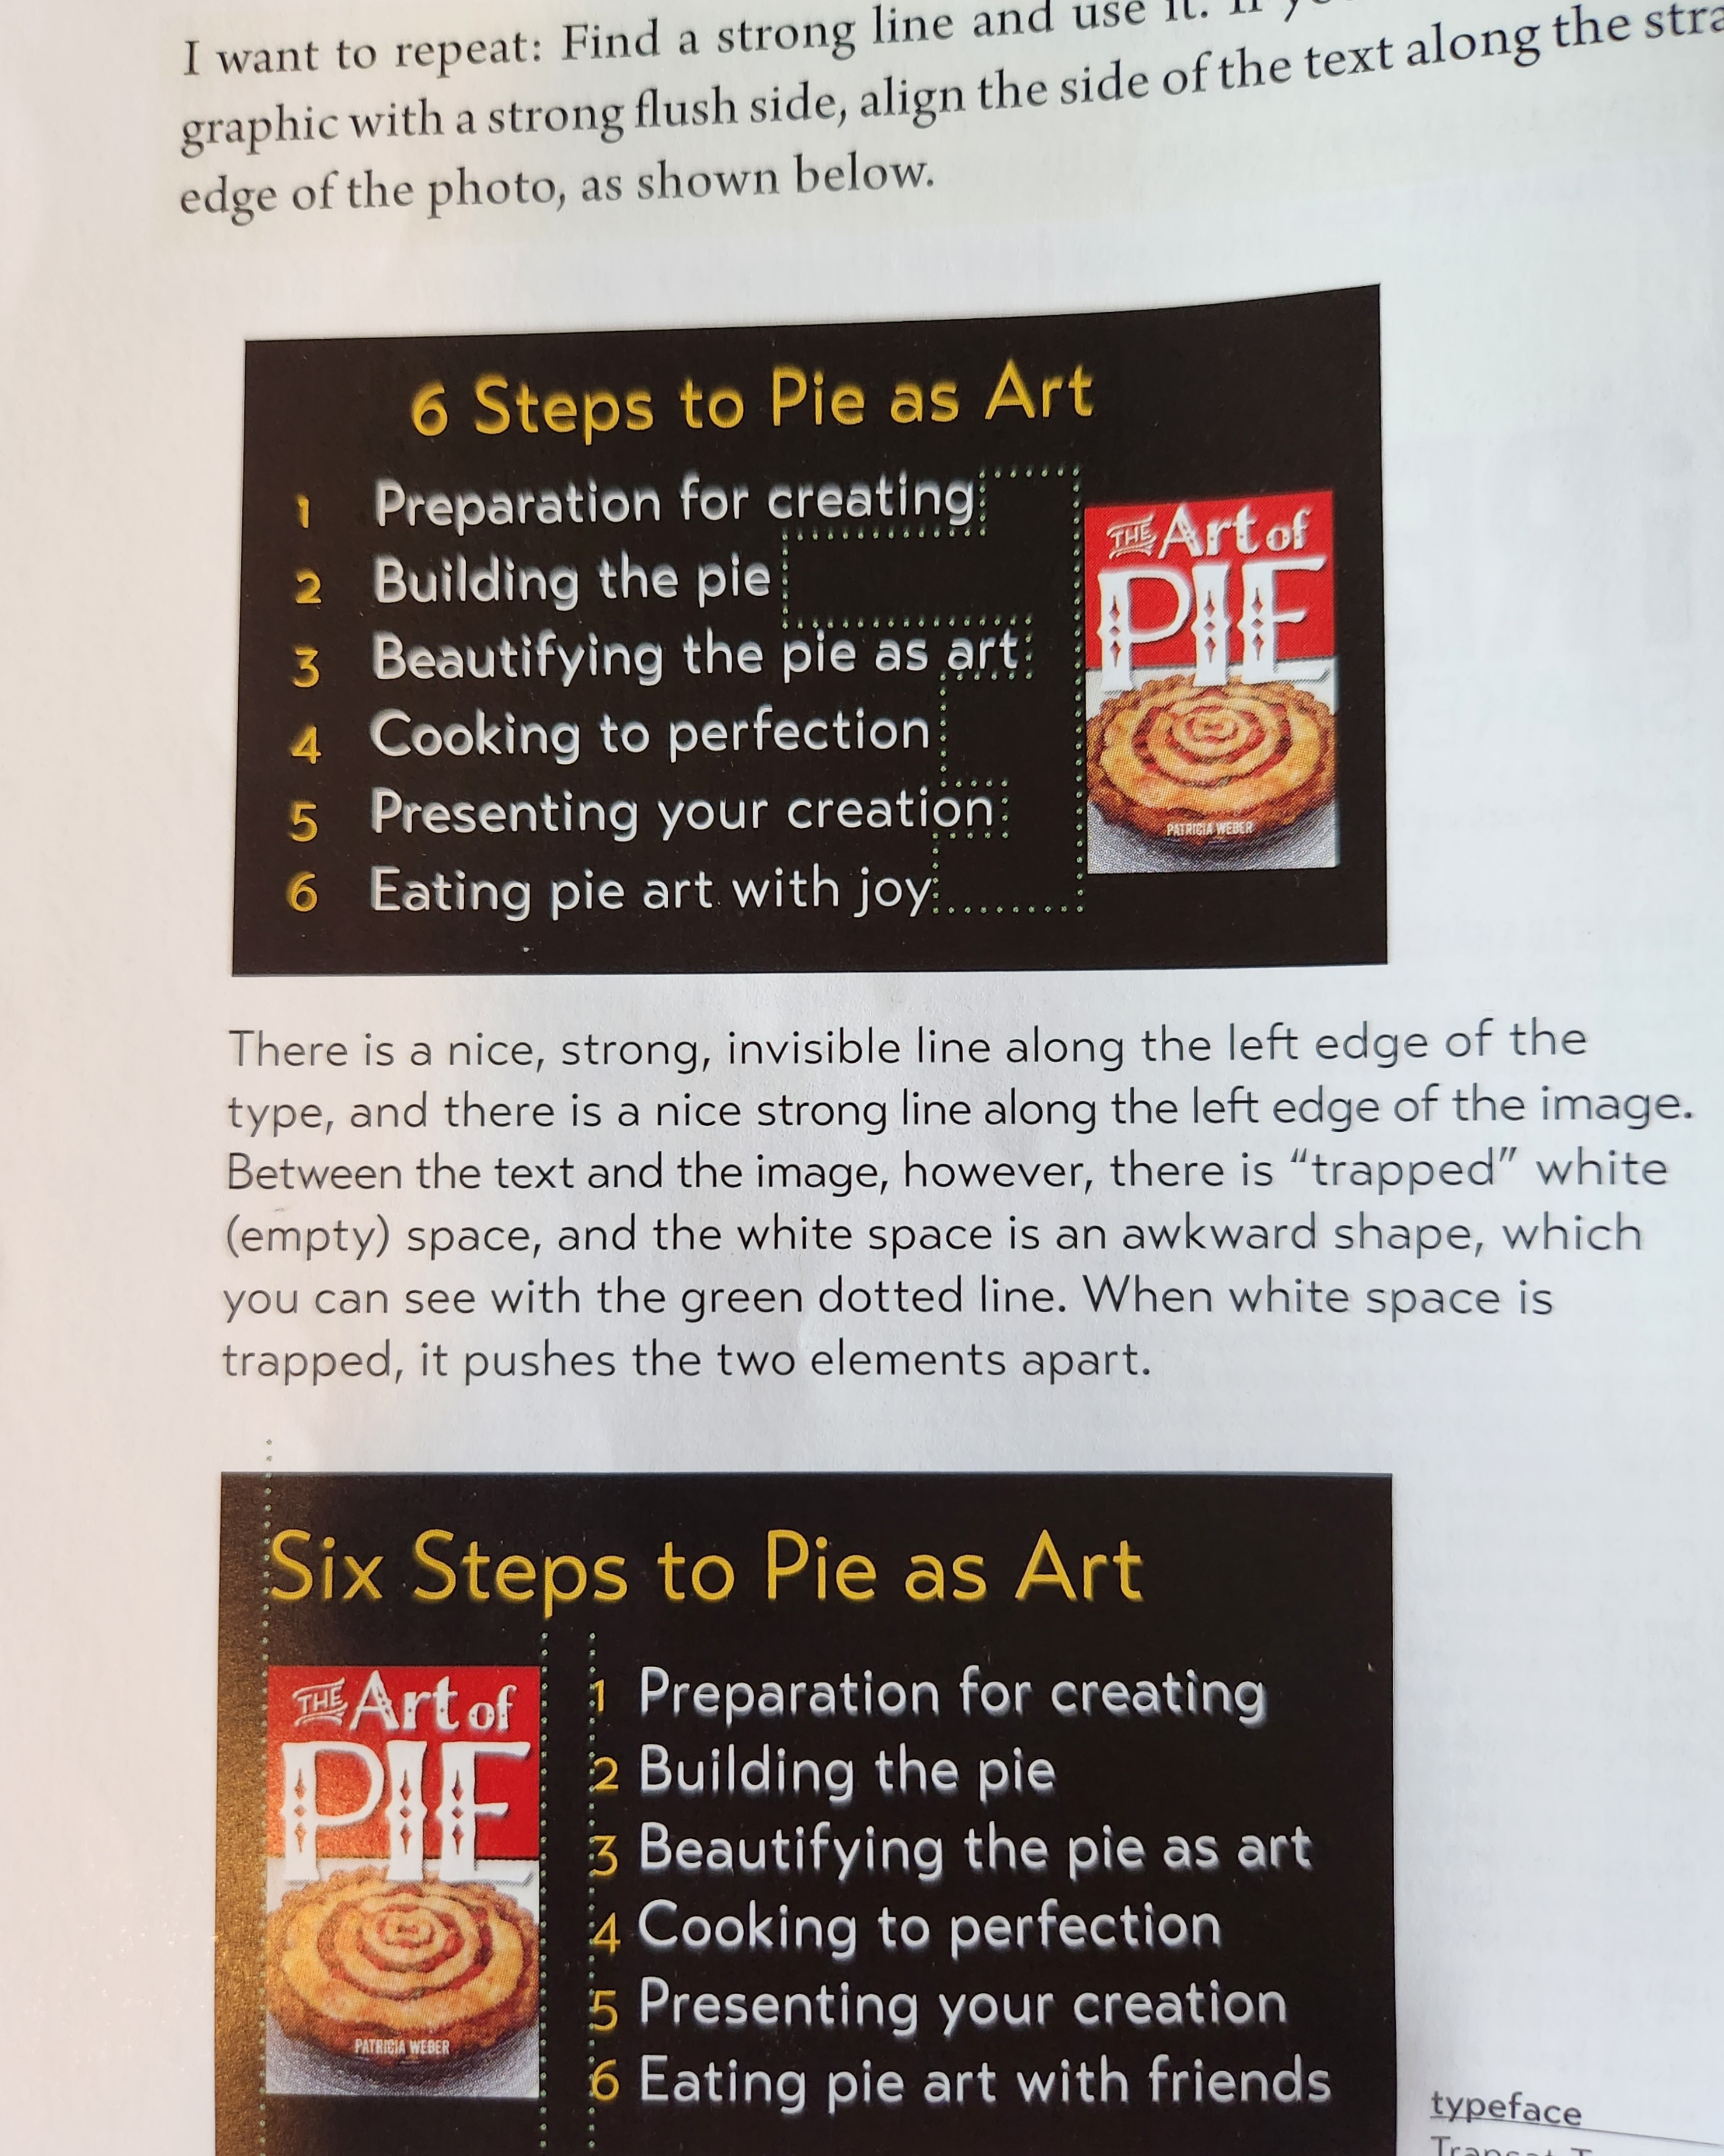 I want to repeat: Find a strong line and use it.
graphic with a strong flush side, align the side of the text along the
edge of the photo, as shown below.
6 Steps to Pie as Art
1 Preparation for creating
2 Building the pie
3 Beautifying the pie as art
4 Cooking to perfection
5 Presenting your creation
6 Eating pie art with joy
THE Art of
PIE
PATRICIA WEBER
There is a nice, strong, invisible line along the left edge of the
type, and there is a nice strong line along the left edge of the image.
Between the text and the image, however, there is “trapped” white
(empty) space, and the white space is an awkward shape, which
you can see with the green dotted line. When white space is
trapped, it pushes the two elements apart.
Six Steps to Pie as Art
THE Art of
PIE
PATRICIA WEBER
1 Preparation for creating
2 Building the pie
3 Beautifying the pie as art
4 Cooking to perfection
5 Presenting your creation
6 Eating pie art with friends
typeface